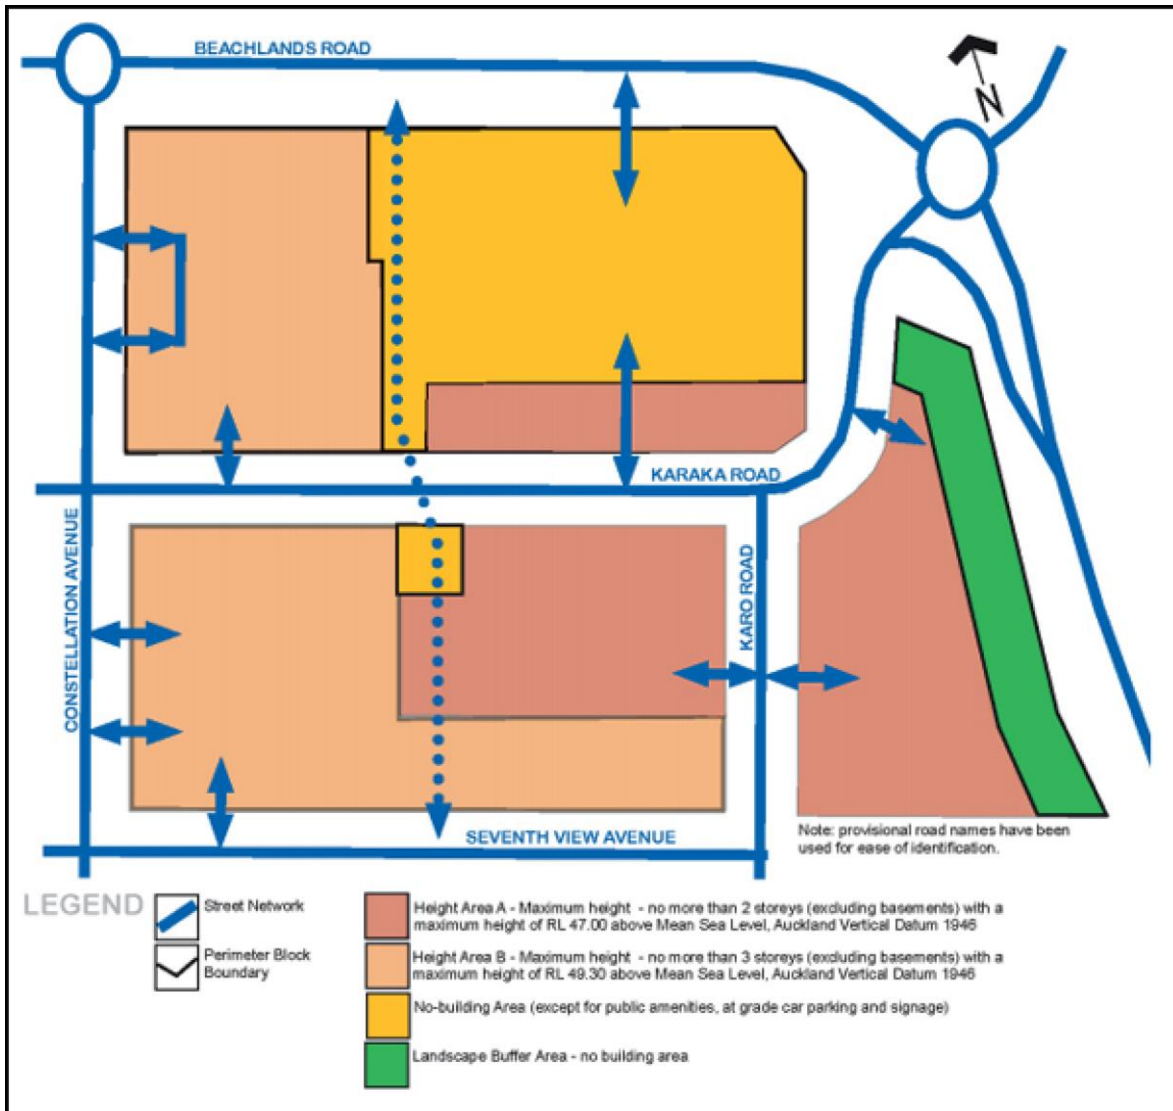 BEACHLANDS ROAD
N
KARAKA ROAD
CONSTELLATION AVENUE
KARO ROAD
SEVENTH VIEW AVENUE
Note: provisional road names have been
used for ease of identification.
LEGEND
Street Network
Perimeter Block
Boundary
Height Area A - Maximum height - no more than 2 storeys (excluding basements) with a
maximum height of RL 47.00 above Mean Sea Level, Auckland Vertical Datum 1946
Height Area B - Maximum height - no more than 3 storeys (excluding basements) with a
maximum height of RL 49.30 above Mean Sea Level, Auckland Vertical Datum 1946
No-building Area (except for public amenities, at grade car parking and signage)
Landscape Buffer Area - no building area